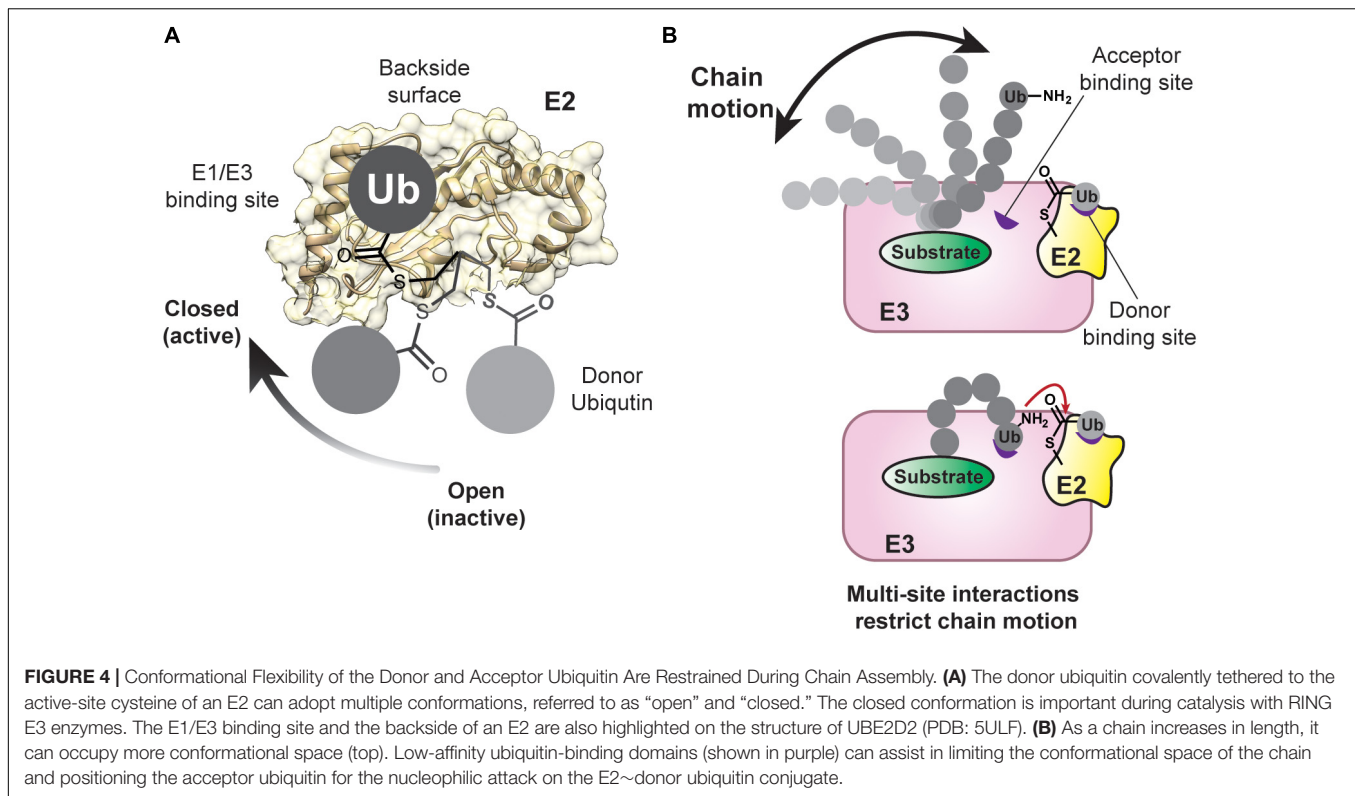 A
Backside
surface
E2
E1/E3
binding site
Ub
O
S
S
S
O
O
Closed
(active)
Donor
Ubiqutin
Open
(inactive)
B
Chain
motion
Acceptor
binding site
Ub
NH2
O
S
Ub
E2
Substrate
E3
Donor
binding site
NH2
O
S
Ub
Ub
E2
Substrate
E3
Multi-site interactions
restrict chain motion
FIGURE 4 | Conformational Flexibility of the Donor and Acceptor Ubiquitin Are Restrained During Chain Assembly. (A) The donor ubiquitin covalently tethered to the
active-site cysteine of an E2 can adopt multiple conformations, referred to as “open” and “closed.” The closed conformation is important during catalysis with RING
E3 enzymes. The E1/E3 binding site and the backside of an E2 are also highlighted on the structure of UBE2D2 (PDB: 5ULF). (B) As a chain increases in length, it
can occupy more conformational space (top). Low-affinity ubiquitin-binding domains (shown in purple) can assist in limiting the conformational space of the chain
and positioning the acceptor ubiquitin for the nucleophilic attack on the E2∼donor ubiquitin conjugate.